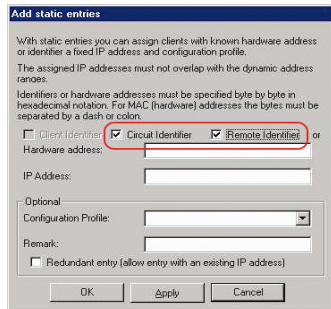 Add static entries
With static entries you can assign clients with known hardware address
or identifier a fixed IP address and configuration profile.
The assigned IP addresses must not overlap with the dynamic address
ranges.
Identifiers or hardware addresses must be specified byte by byte in
hexadecimal notation. For MAC (hardware) addresses the bytes must be
separated by a dash or colon.
Client Identifier Circuit Identifier Remote Identifier or
Hardware address:
IP Address:
Optional
Configuration Profile:
Remark:
Redundant entry (allow entry with an existing IP address)
OK Apply Cancel